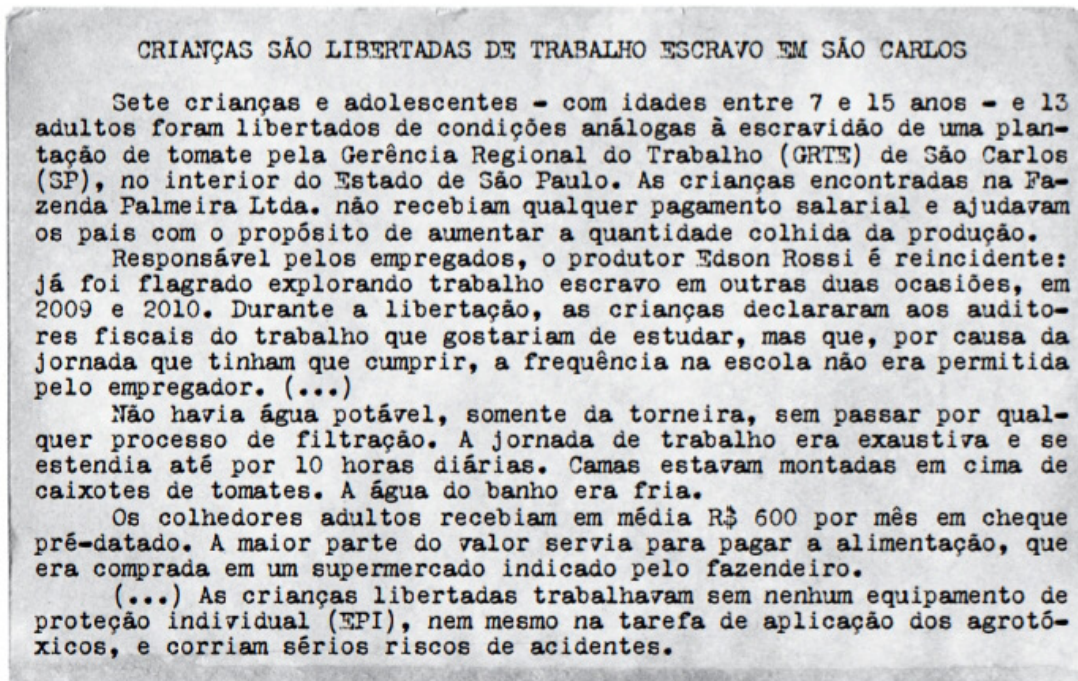 CRIANÇAS SÃO LIBERTADAS DE TRABALHO ESCRAVO EM SÃO CARLOS
Sete crianças e adolescentes - com idades entre 7 e 15 anos - e 13
adultos foram libertados de condições análogas à escravidão de uma plan-
tação de tomate pela Gerência Regional do Trabalho (GRTE) de São Carlos
(SP), no interior do Estado de São Paulo. As crianças encontradas na Fa-
zenda Palmeira Ltda. não recebiam qualquer pagamento salarial e ajudavam
os pais com o propósito de aumentar a quantidade colhida da produção.
Responsável pelos empregados, o produtor Edson Rossi é reincidente:
já foi flagrado explorando trabalho escravo em outras duas ocasiões, em
2009 e 2010. Durante a libertação, as crianças declararam aos audito-
res fiscais do trabalho que gostariam de estudar, mas que, por causa da
jornada que tinham que cumprir, a frequência na escola não era permitida
pelo empregador. (...)
Não havia água potável, somente da torneira, sem passar por qual-
quer processo de filtração. A jornada de trabalho era exaustiva e se
estendia até por 10 horas diárias. Camas estavam montadas em cima de
caixotes de tomates. A água do banho era fria.
Os colhedores adultos recebiam em média R$ 600 por mês em cheque
pré-datado. A maior parte do valor servia para pagar a alimentação, que
era comprada em um supermercado indicado pelo fazendeiro.
(...) As crianças libertadas trabalhavam sem nenhum equipamento de
proteção individual (EPI), nem mesmo na tarefa de aplicação dos agrotó-
xicos, e corriam sérios riscos de acidentes.